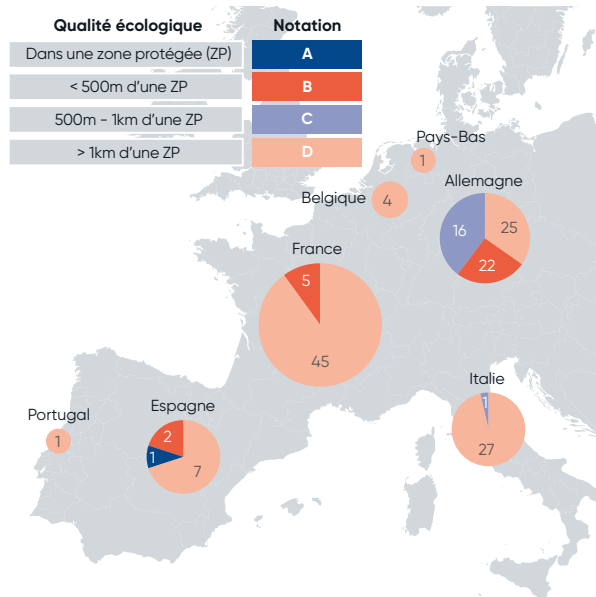 Qualité écologique Notation
Dans une zone protégée (ZP) A
< 500m d'une ZP B
500m - 1km d'une ZP C
> 1km d'une ZP D
Pays-Bas
1
Allemagne
Belgique 4
16 25
22
France
5
45
Italie
1
27
Portugal
1
Espagne
2
1
7